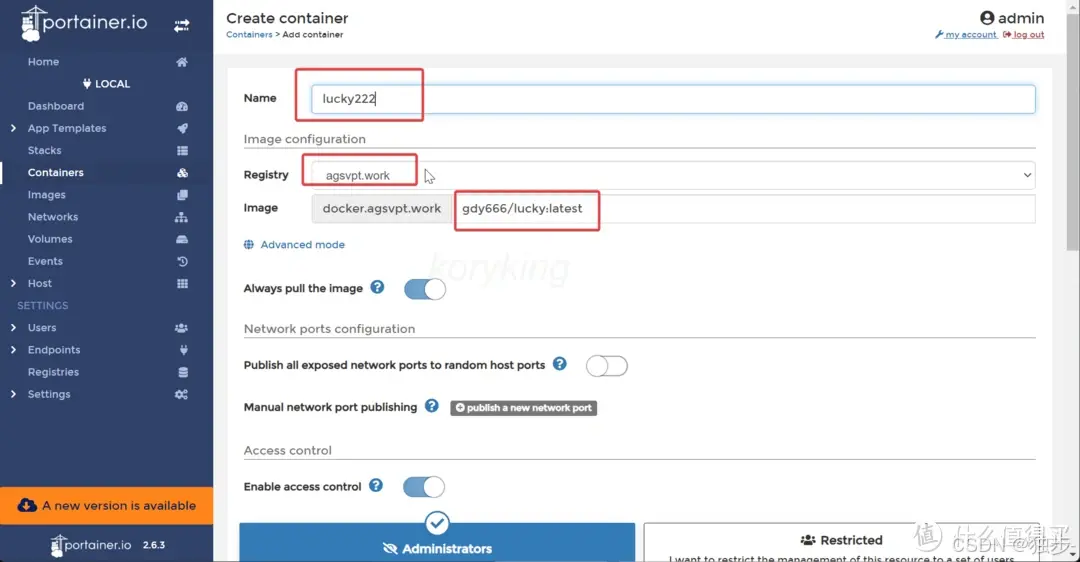 portainer.io
Create container
Containers > Add container
admin
my account
log out
Home
LOCAL
Dashboard
App Templates
Stacks
Containers
Images
Networks
Volumes
Events
Host
SETTINGS
Users
Endpoints
Registries
Settings
A new version is available
portainer.io 2.6.3
Name
lucky222
Image configuration
Registry
agsvpt.work
Image
docker.agsvpt.work
gdy666/lucky:latest
Advanced mode
koryking
Always pull the image
Network ports configuration
Publish all exposed network ports to random host ports
Manual network port publishing
publish a new network port
Access control
Enable access control
Administrators
Restricted
I want to restrict the management of this resource to a set of users
值 什么值得买
CSDN @独步